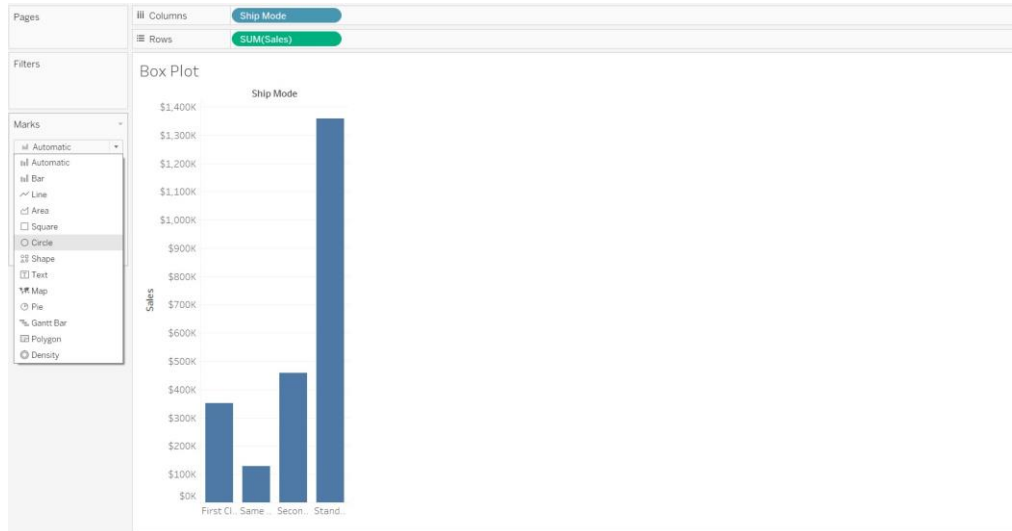 Pages
Columns
Ship Mode
Rows
SUM(Sales)
Filters
Marks
Automatic
Automatic
Bar
Line
Area
Square
Circle
Shape
Text
Map
Pie
Gantt Bar
Polygon
Density
Box Plot
Ship Mode
$1,400K
$1,300K
$1,200K
$1,100K
$1,000K
$900K
$800K
$700K
$600K
$500K
$400K
$300K
$200K
$100K
$0K
Sales
First Cl.. Same .. Secon.. Stand..